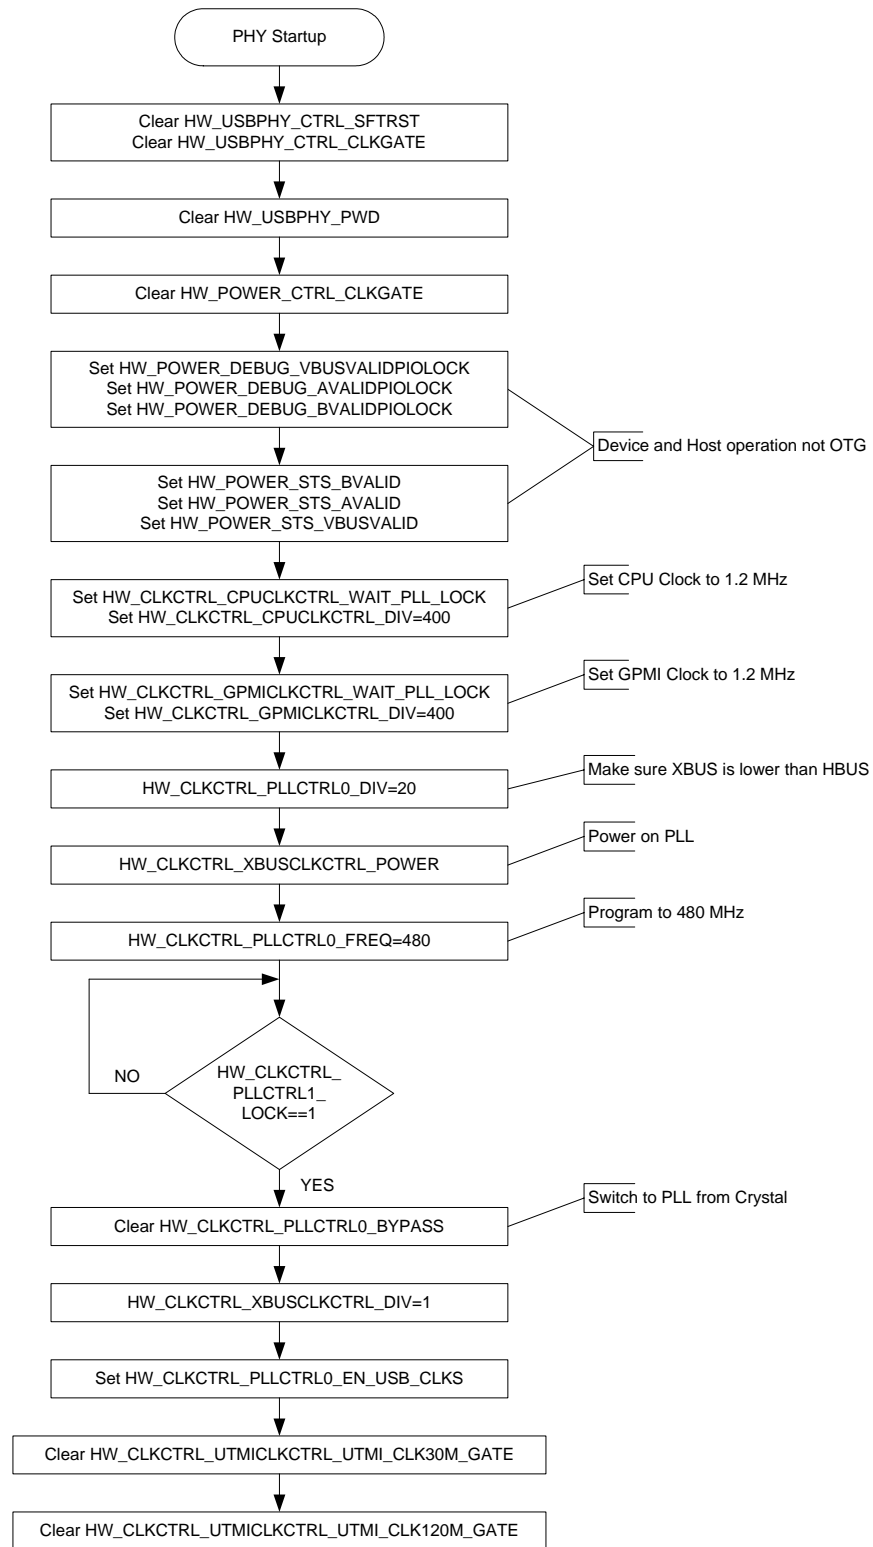 PHY Startup
Clear HW_USBPHY_CTRL_SFTRST
Clear HW_USBPHY_CTRL_CLKGATE
Clear HW_USBPHY_PWD
Clear HW_POWER_CTRL_CLKGATE
Set HW_POWER_DEBUG_VBUSVALIDPIOLOCK
Set HW_POWER_DEBUG_AVALIDPIOLOCK
Set HW_POWER_DEBUG_BVALIDPIOLOCK
Device and Host operation not OTG
Set HW_POWER_STS_BVALID
Set HW_POWER_STS_AVALID
Set HW_POWER_STS_VBUSVALID
Set CPU Clock to 1.2 MHz
Set HW_CLKCTRL_CPUCLKCTRL_WAIT_PLL_LOCK
Set HW_CLKCTRL_CPUCLKCTRL_DIV=400
Set GPMI Clock to 1.2 MHz
Set HW_CLKCTRL_GPMICLKCTRL_WAIT_PLL_LOCK
Set HW_CLKCTRL_GPMICLKCTRL_DIV=400
Make sure XBUS is lower than HBUS
HW_CLKCTRL_PLLCTRL0_DIV=20
Power on PLL
HW_CLKCTRL_XBUSCLKCTRL_POWER
Program to 480 MHz
HW_CLKCTRL_PLLCTRL0_FREQ=480
NO
HW_CLKCTRL_
PLLCTRL1_
LOCK==1
YES
Switch to PLL from Crystal
Clear HW_CLKCTRL_PLLCTRL0_BYPASS
HW_CLKCTRL_XBUSCLKCTRL_DIV=1
Set HW_CLKCTRL_PLLCTRL0_EN_USB_CLKS
Clear HW_CLKCTRL_UTMICLKCTRL_UTMI_CLK30M_GATE
Clear HW_CLKCTRL_UTMICLKCTRL_UTMI_CLK120M_GATE